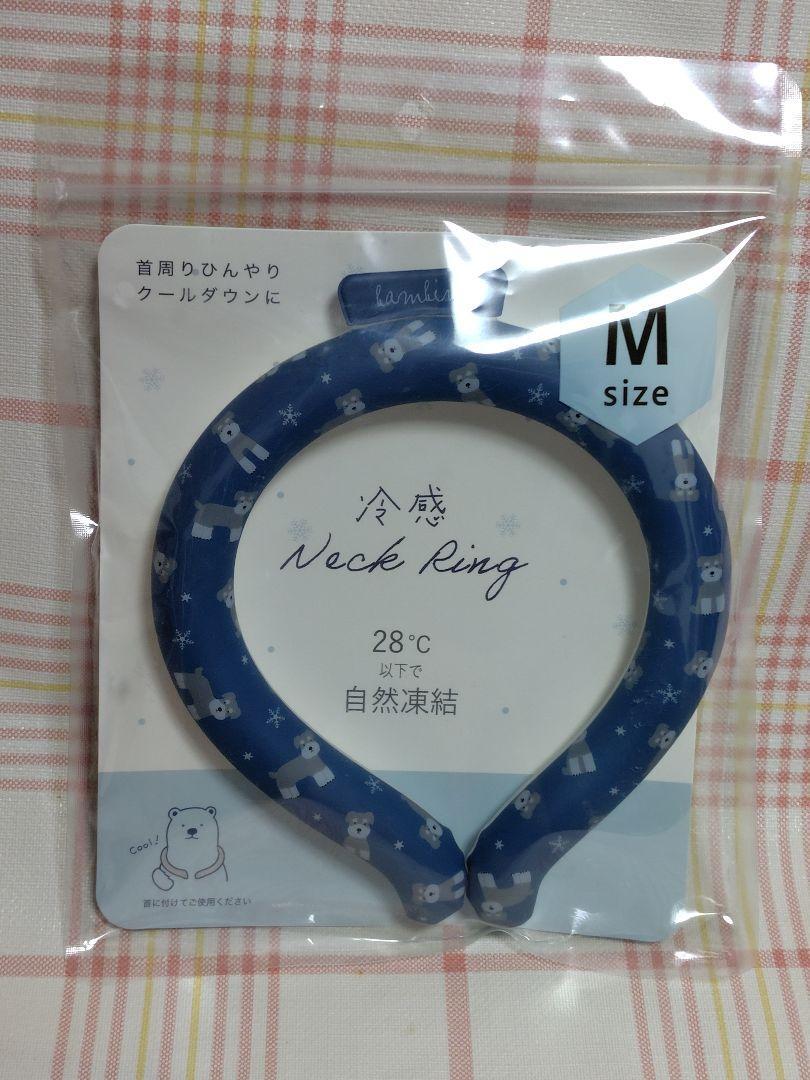 首周りひんやり
クールダウンに
M
size
冷感
Neck Ring
28℃
以下で
自然凍結
Cool!
首に付けてご使用ください